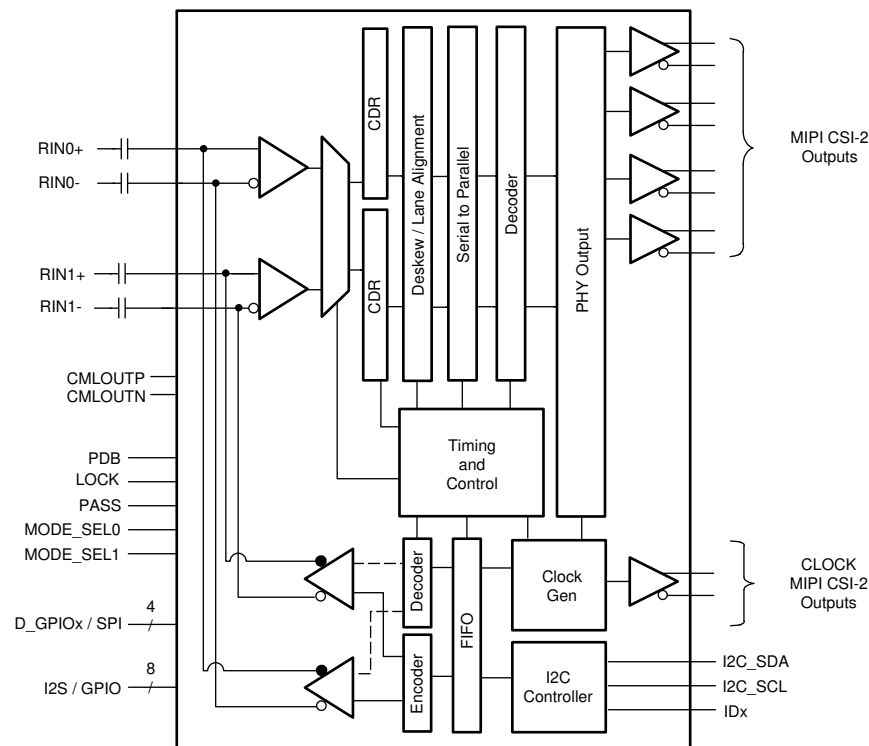 RIN0+
RIN0-
RIN1+
RIN1-
CMLOUTP
CMLOUTN
PDB
LOCK
PASS
MODE_SEL0
MODE_SEL1
4
D_GPIOx / SPI
8
I2S / GPIO
CDR
CDR
Deskew / Lane Alignment
Serial to Parallel
Decoder
PHY Output
Timing
and
Control
Decoder
Encoder
FIFO
Clock
Gen
I2C
Controller
MIPI CSI-2
Outputs
CLOCK
MIPI CSI-2
Outputs
I2C_SDA
I2C_SCL
IDx